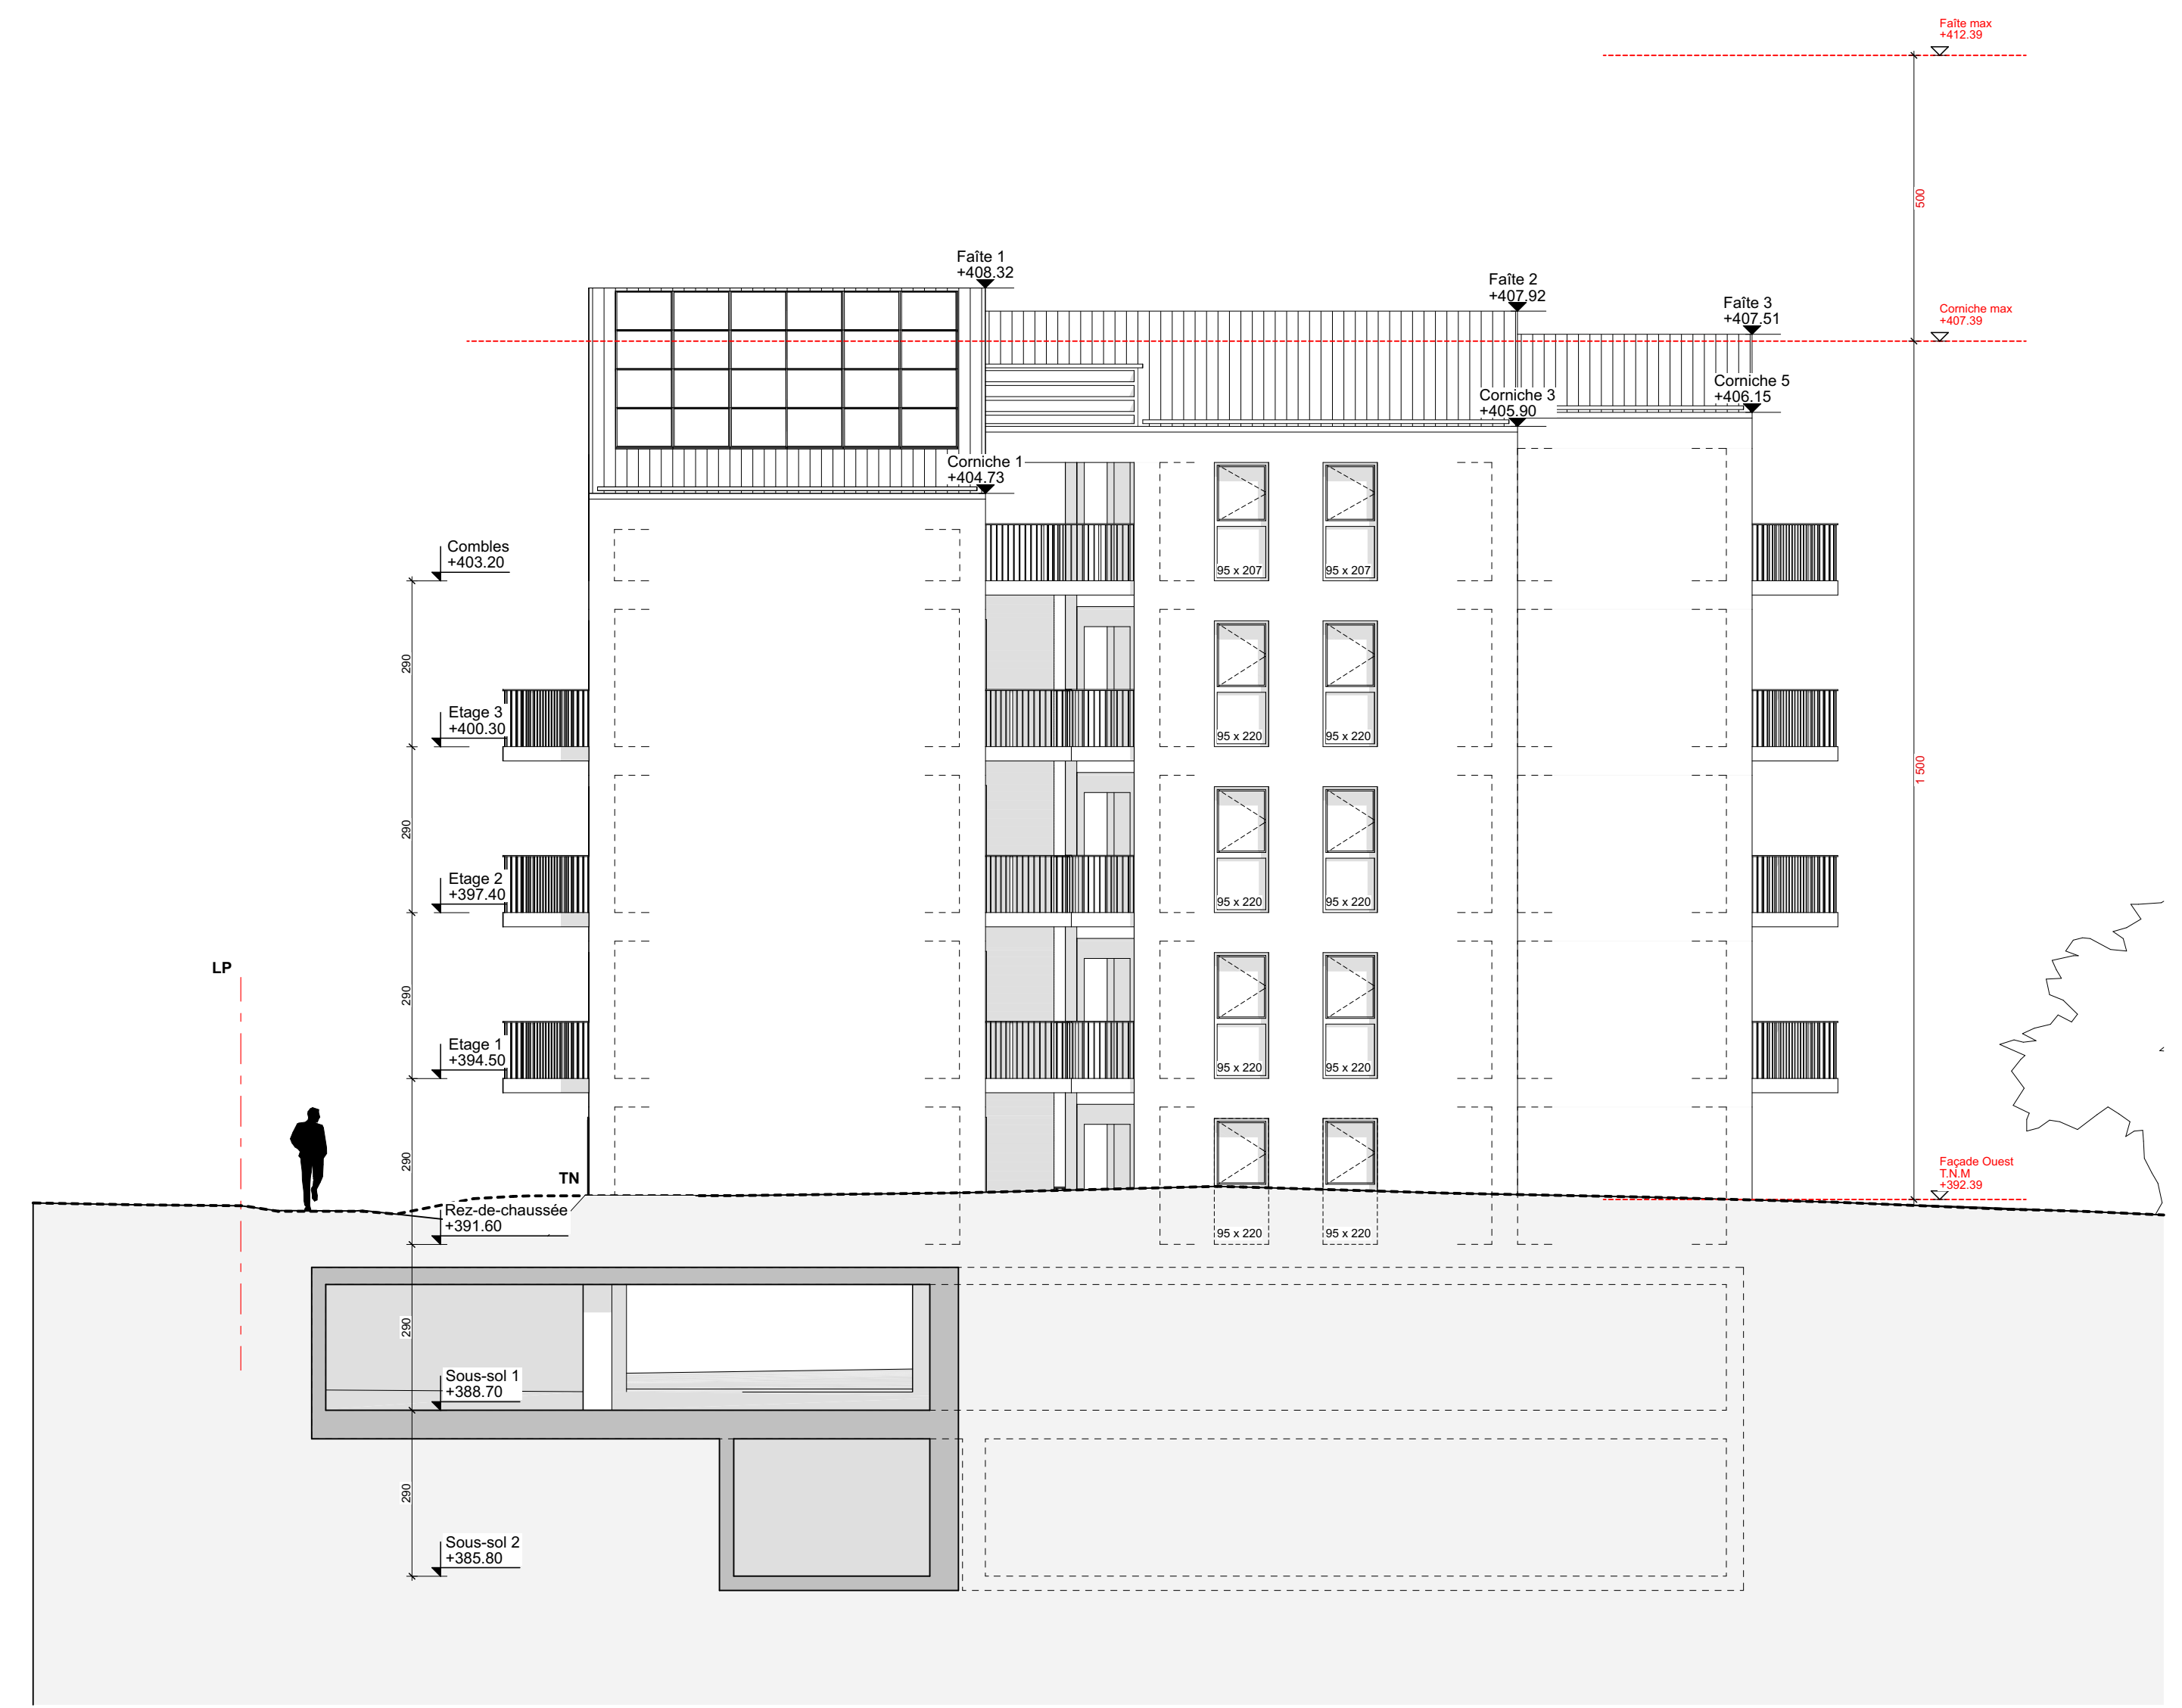 Faîte max
+412.39
500
Faîte 1
+408.32
Faîte 2
+407.92
Faîte 3
+407.51
Corniche max
+407.39
Corniche 5
+406.15
Corniche 3
+405.90
Corniche 1
+404.73
Combles
+403.20
95 x 207
95 x 207
290
Etage 3
+400.30
95 x 220
95 x 220
1 500
290
Etage 2
+397.40
95 x 220
95 x 220
LP
290
Etage 1
+394.50
95 x 220
95 x 220
290
TN
Façade Ouest
T.N.M
+392.39
Rez-de-chaussée
+391.60
95 x 220
95 x 220
290
Sous-sol 1
+388.70
290
Sous-sol 2
+385.80